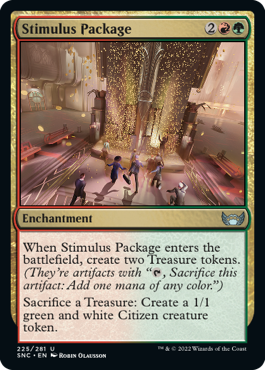 Stimulus Package 2
Enchantment
When Stimulus Package enters the
battlefield, create two Treasure tokens.
(They're artifacts with “, Sacrifice this
artifact: Add one mana of any color.”)
Sacrifice a Treasure: Create a 1/1
green and white Citizen creature
token.
225/281 U
SNC • EN Robin Olausson
™ & © 2022 Wizards of the Coast